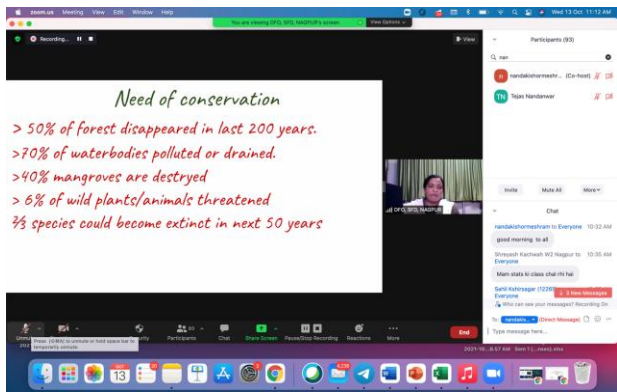 zoom.us Meeting View Edit Window Help
Wed 13 Oct 11:12 AM
You are viewing DFO, SFD, NAGPUR's screen
View Options
Recording...
View
Participants (93)
nan
nandakishormeshr... (Co-host)
TN Tejas Nandanwar
Need of conservation
> 50% of forest disappeared in last 200 years.
>70% of waterbodies polluted or drained.
>40% mangroves are destryed
> 6% of wild plants/animals threatened
⅔ species could become extinct in next 50 years
DFO, SFD, NAGPUR
Invite Mute All More
Chat
nandakishormeshram to Everyone 10:32 AM
good morning to all
Shreyash Kachwah W2 Nagpur to 10:35 AM
Everyone
Mam stats ki class chal rhi hai
Everyone
3 New Messages
Who can see your messages? Recording On
To: (Direct Message)
Type message here...
Participants Chat Share Screen Pause/Stop Recording Reactions More
End
temporarily unmute.
OCT
13